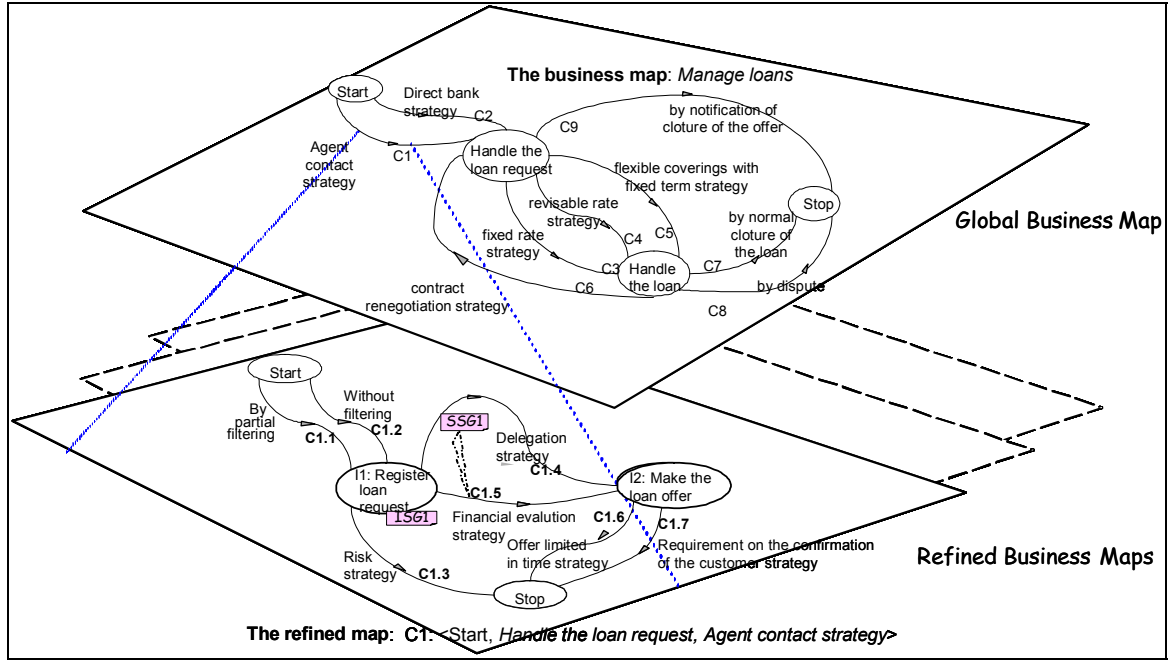 The business map: Manage loans
Start
Direct bank
strategy
C2
Agent
contact
strategy
C1
Handle the
loan request
C9
by notification of
cloture of the offer
flexible coverings with
fixed term strategy
revisable rate
strategy
C4
C5
fixed rate
strategy
C3
Handle
the loan
C6
contract
renegotiation strategy
C7
by normal
cloture of
the loan
Stop
by dispute
C8
Global Business Map
Start
By
partial
filtering
C1.1
Without
filtering
C1.2
SSG1
Delegation
strategy
C1.4
I1: Register
loan
request
ISG1
C1.5
Financial evalution
strategy
I2: Make the
loan offer
C1.6
C1.7
Offer limited
in time strategy
Requirement on the confirmation
of the customer strategy
Risk
strategy
C1.3
Stop
Refined Business Maps
The refined map: C1: <Start, Handle the loan request, Agent contact strategy>